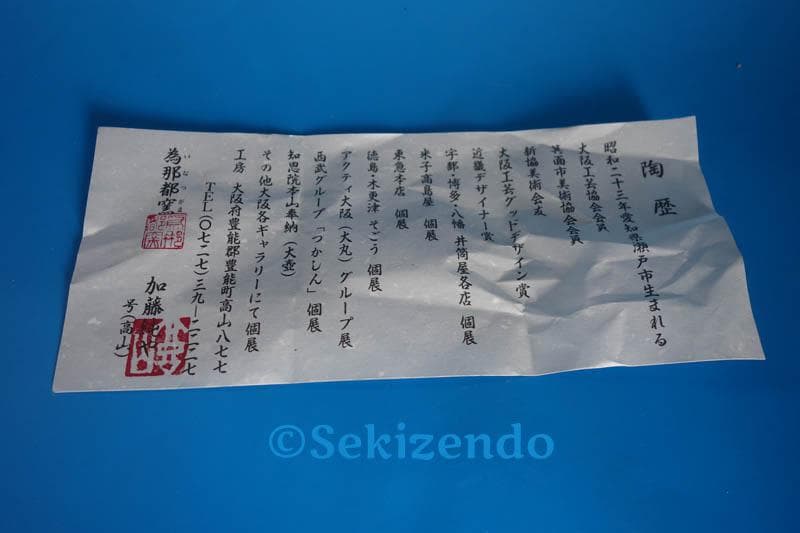 陶歴
昭和二十三年愛知県瀬戸市生まれる
大阪工芸協会会員
箕面市美術協会会員
新協美術会会友
大阪工芸グッドデザイン賞
近畿デザイナー賞
宇部・博多・八幡 井筒屋各店 個展
米子高島屋 個展
東急本店 個展
徳島・木更津 そごう 個展
アクティ大阪（大丸）グループ展
西武グループ「つかしん」個展
知恩院本山奉納（大壺）
その他大阪各ギャラリーにて個展
工房 大阪府豊能郡豊能町高山八七七
TEL（〇七二七）三九ー
為那都窯 加藤
いなつがま
号（高山）
©Sekizendo